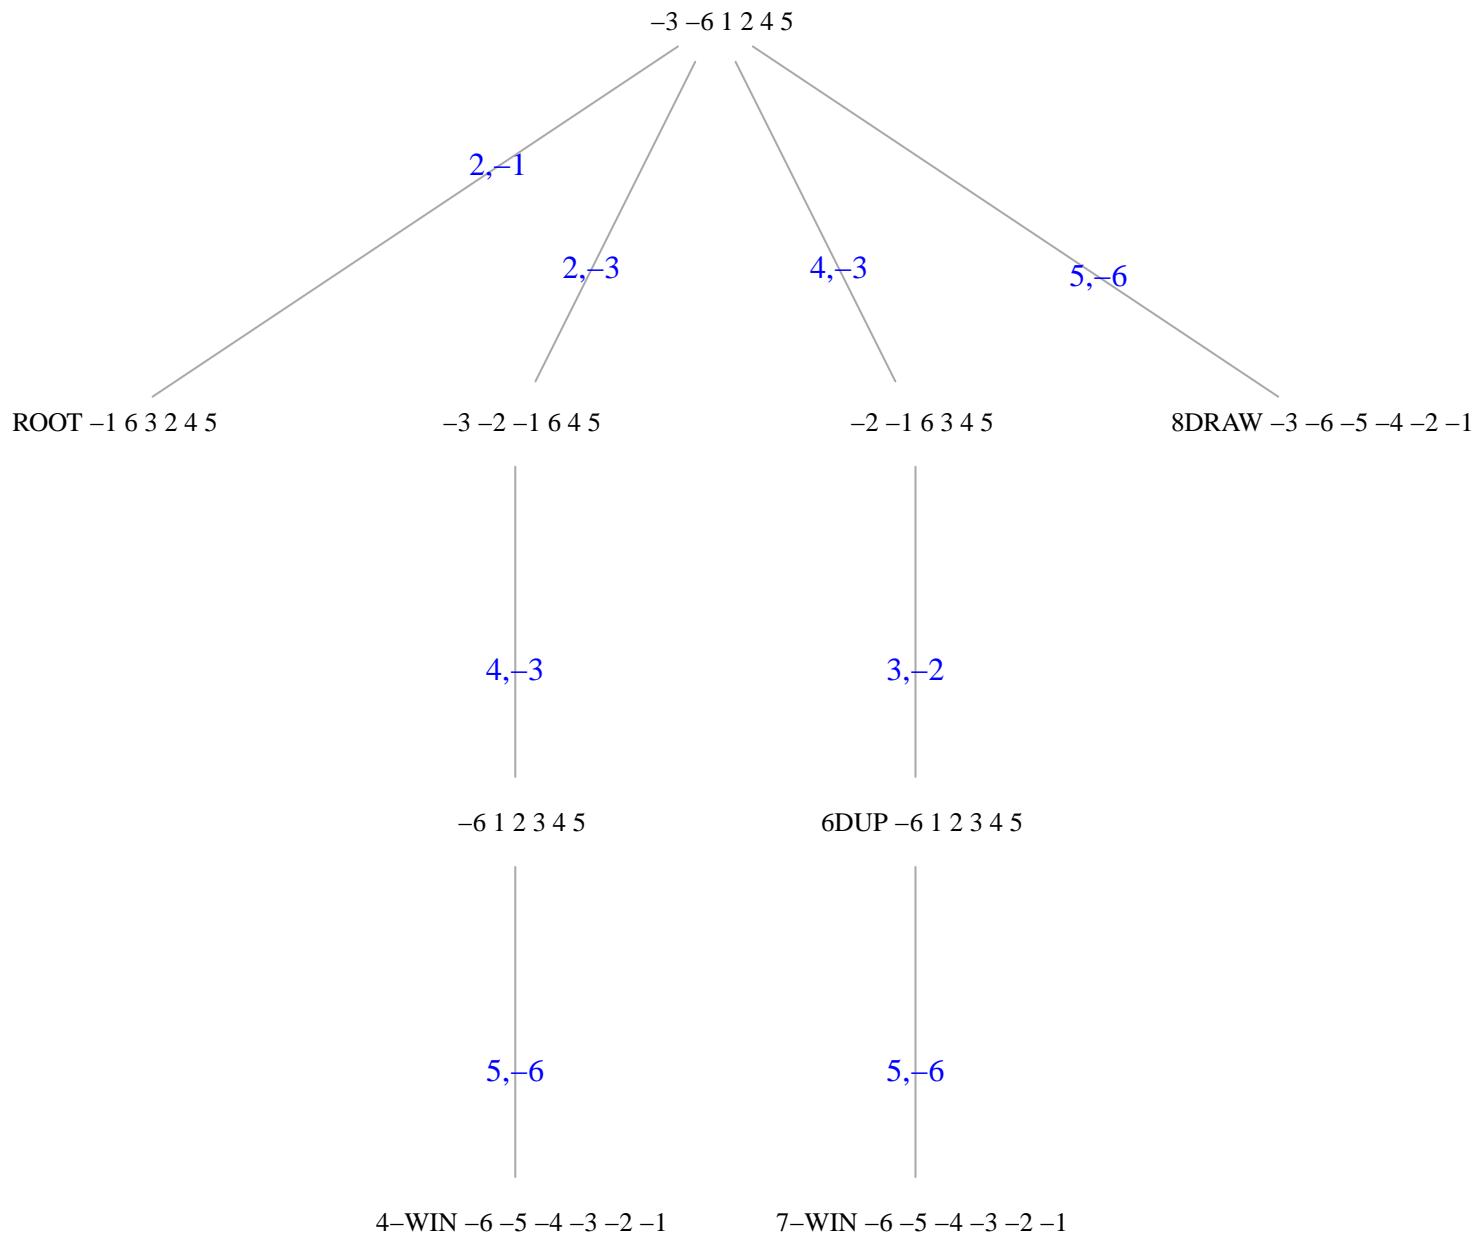 –3 –6 1 2 4 5
2,–1
2,–3
4,–3
5,–6
ROOT –1 6 3 2 4 5
–3 –2 –1 6 4 5
–2 –1 6 3 4 5
8DRAW –3 –6 –5 –4 –2 –1
4,–3
3,–2
–6 1 2 3 4 5
6DUP –6 1 2 3 4 5
5,–6
5,–6
4–WIN –6 –5 –4 –3 –2 –1
7–WIN –6 –5 –4 –3 –2 –1